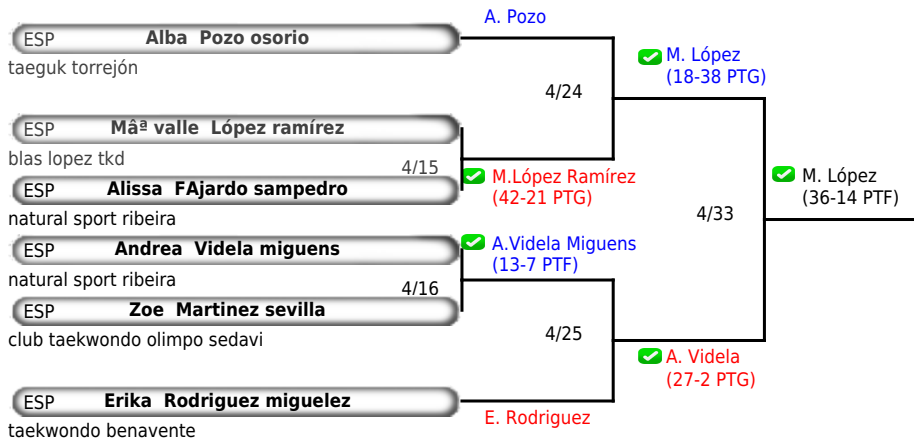 A. Pozo
ESP Alba Pozo osorio
taeguk torrejón
M. López
(18-38 PTG)
4/24
ESP Mâª valle López ramírez
blas lopez tkd
4/15
M.López Ramírez
(42-21 PTG)
ESP Alissa FAjardo sampedro
natural sport ribeira
M. López
(36-14 PTF)
4/33
ESP Andrea Videla miguens
natural sport ribeira
A.Videla Miguens
(13-7 PTF)
4/16
ESP Zoe Martinez sevilla
club taekwondo olimpo sedavi
4/25
A. Videla
(27-2 PTG)
ESP Erika Rodriguez miguelez
taekwondo benavente
E. Rodriguez